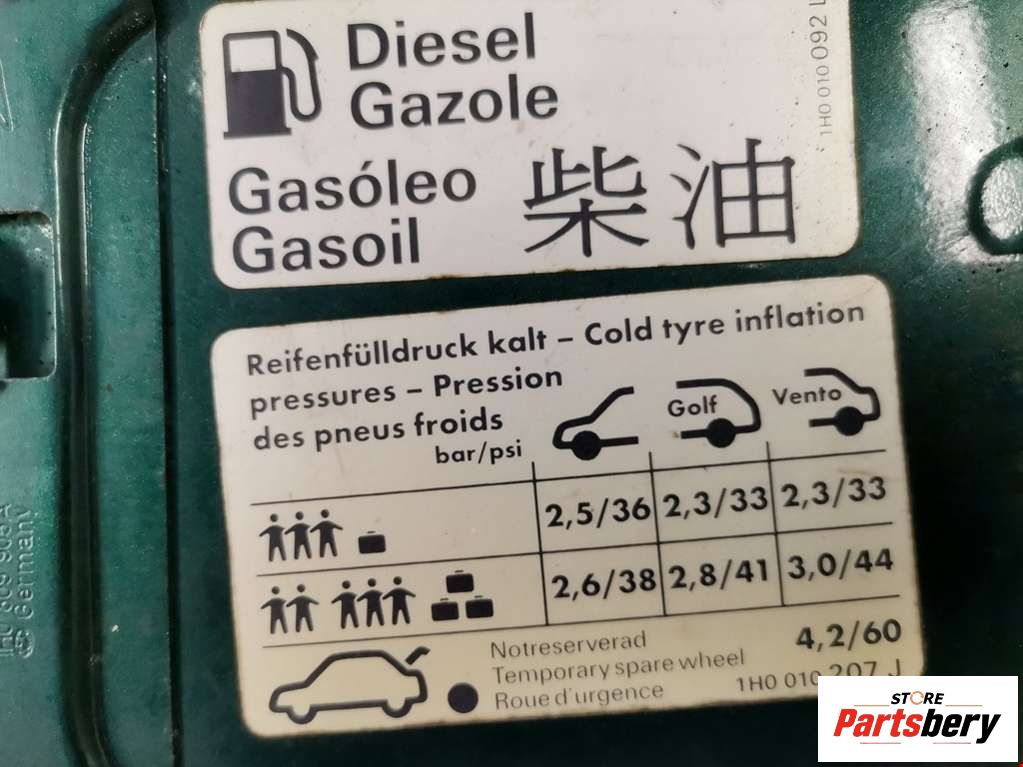 Diesel
Gazole
Gasóleo
Gasoil
柴油
1H0 010 092
Reifenfülldruck kalt – Cold tyre inflation
pressures – Pression
des pneus froids
bar/psi
Golf
Vento
2,5/36 2,3/33 2,3/33
2,6/38 2,8/41 3,0/44
Notreserverad
Temporary spare wheel
Roue d'urgence
4,2/60
1H0 010 207 J
Germany
STORE
Partsbery